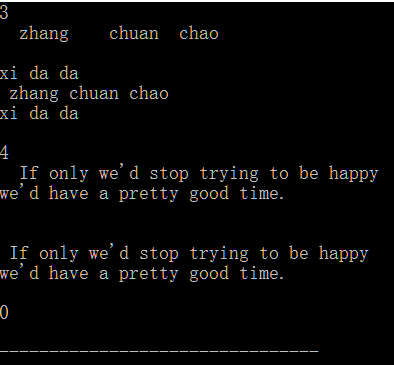 3
  zhang    chuan  chao

xi da da
 zhang chuan chao
xi da da

4
  If only we'd stop trying to be happy
we'd have a pretty good time.


 If only we'd stop trying to be happy
we'd have a pretty good time.

0

--------------------------------